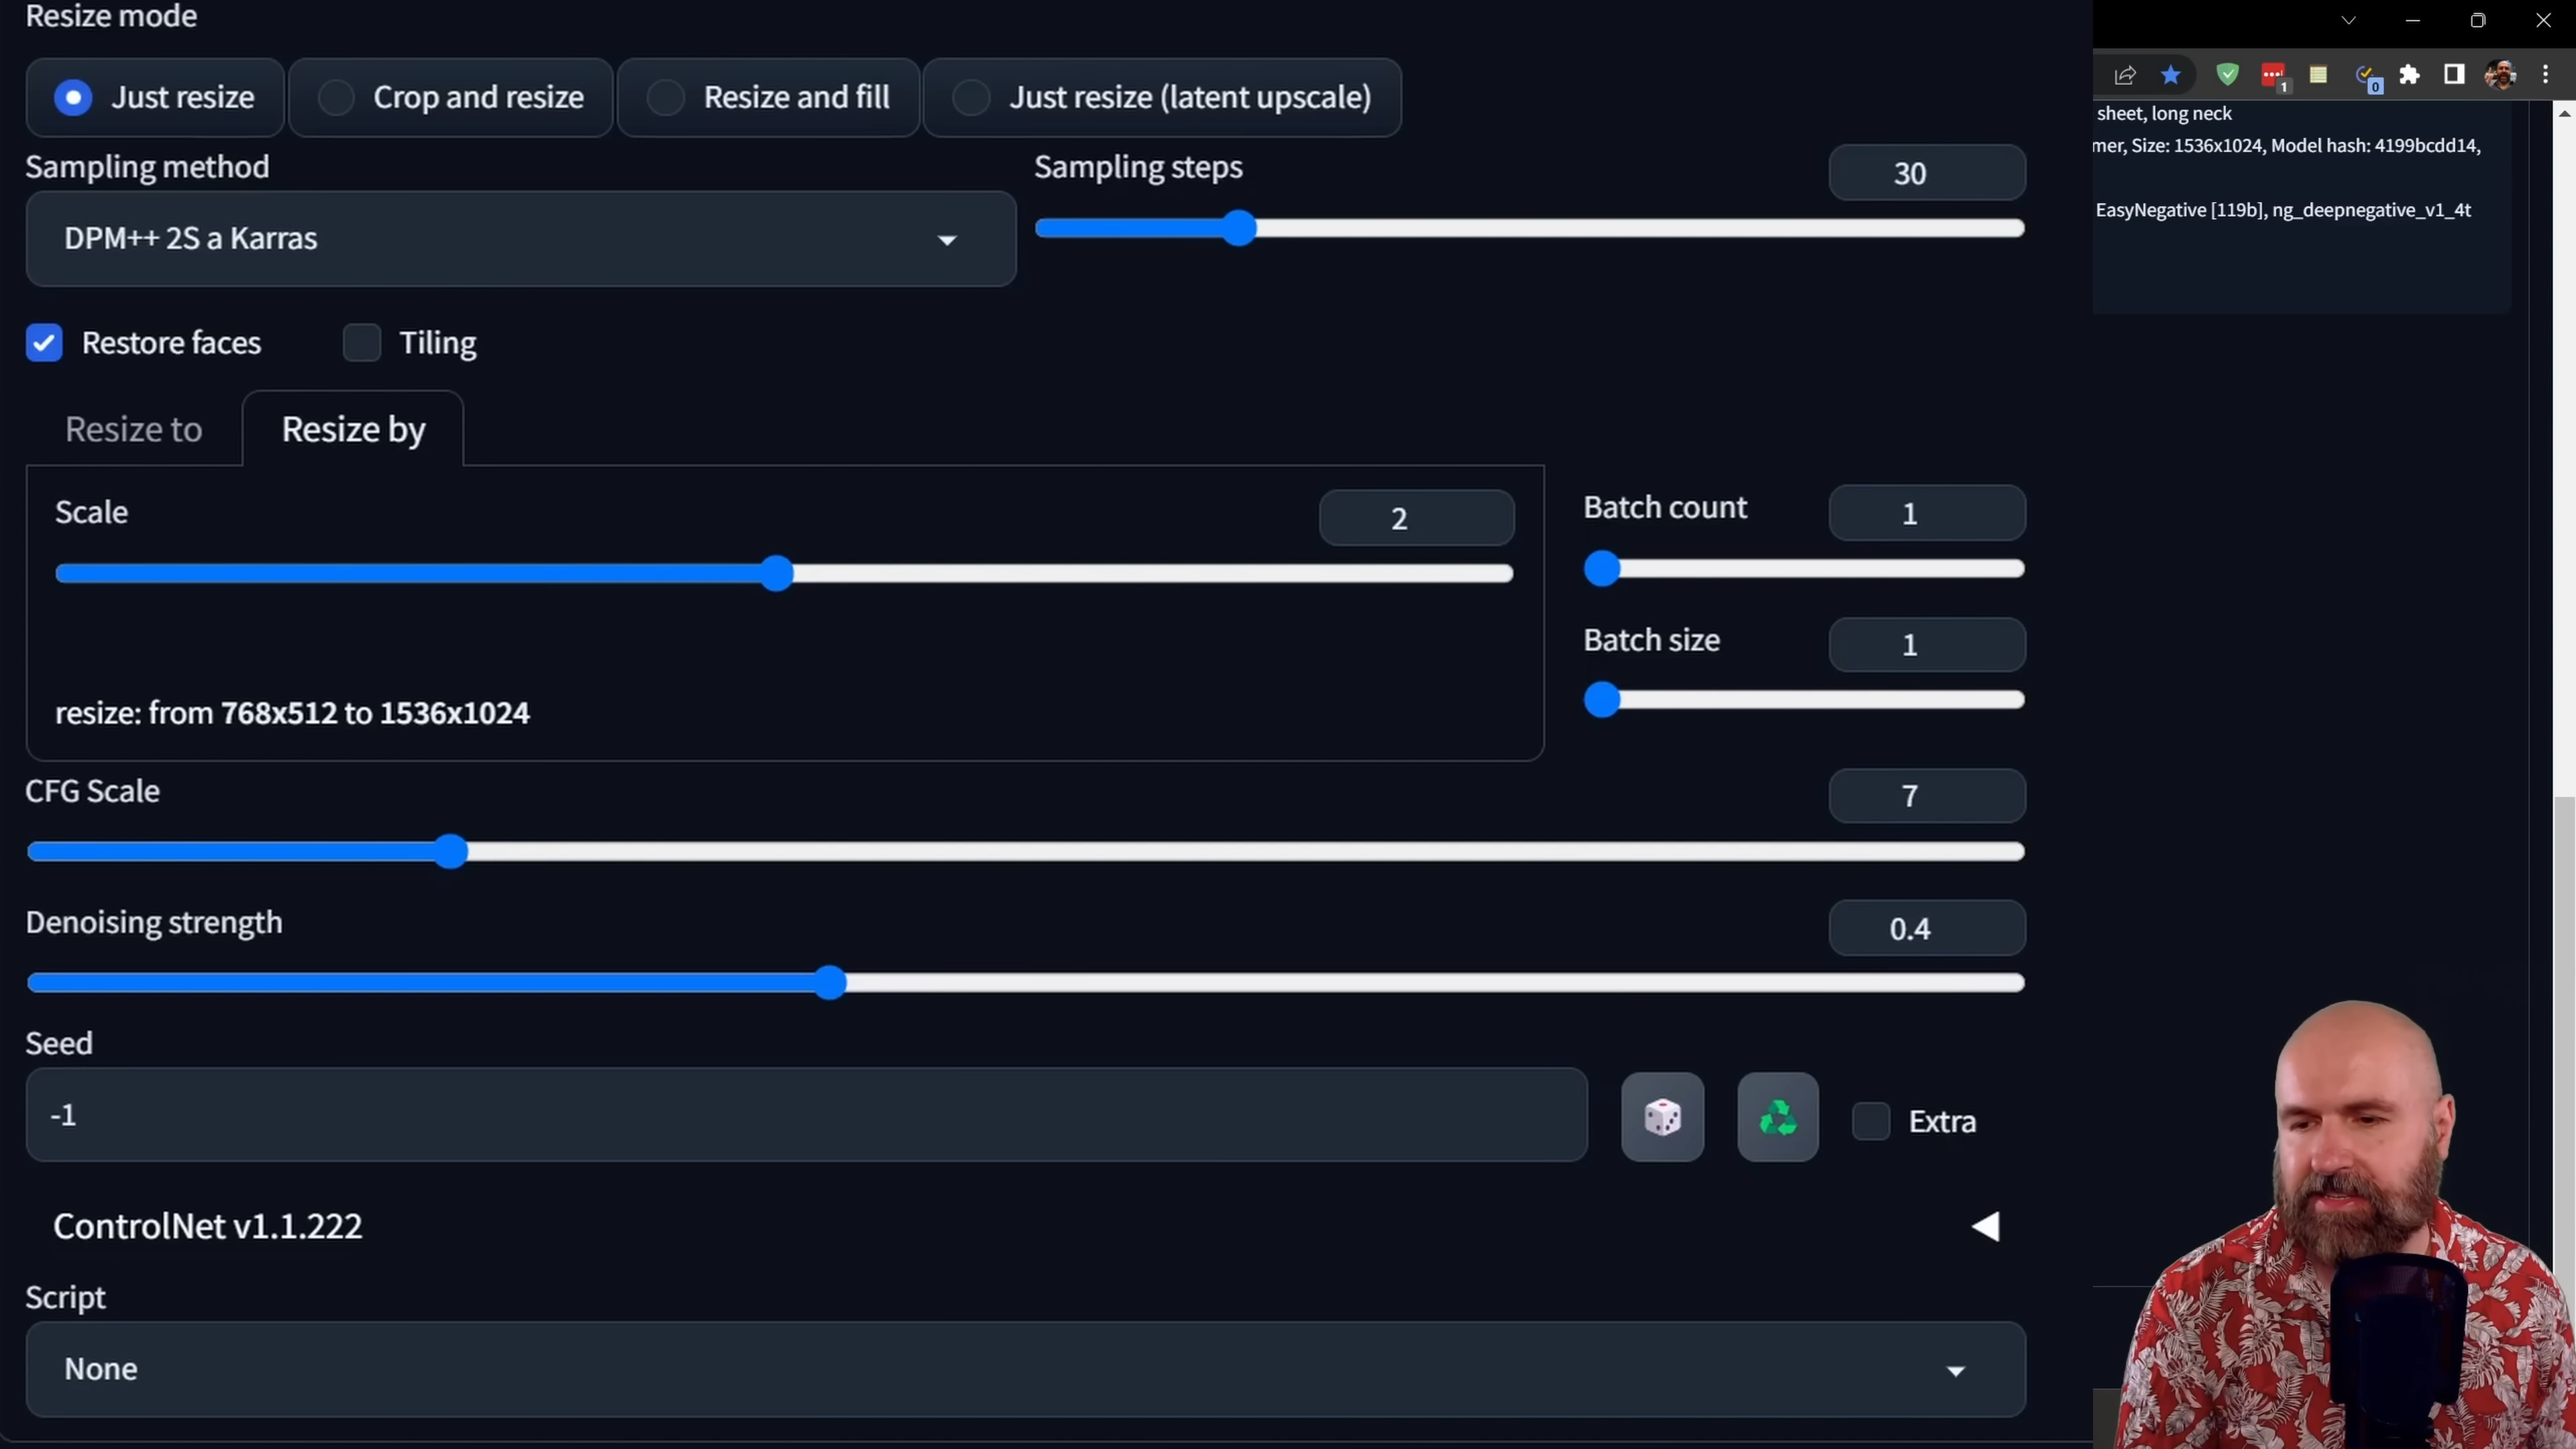 Resize mode
Just resize
Crop and resize
Resize and fill
Just resize (latent upscale)
Sampling method
DPM++ 2S a Karras
Sampling steps
30
Restore faces
Tiling
Resize to
Resize by
Scale
2
resize: from 768x512 to 1536x1024
Batch count
1
Batch size
1
CFG Scale
7
Denoising strength
0.4
Seed
-1
Extra
ControlNet v1.1.222
Script
None
1
0
sheet, long neck
mer, Size: 1536x1024, Model hash: 4199bcdd14,
EasyNegative [119b], ng_deepnegative_v1_4t